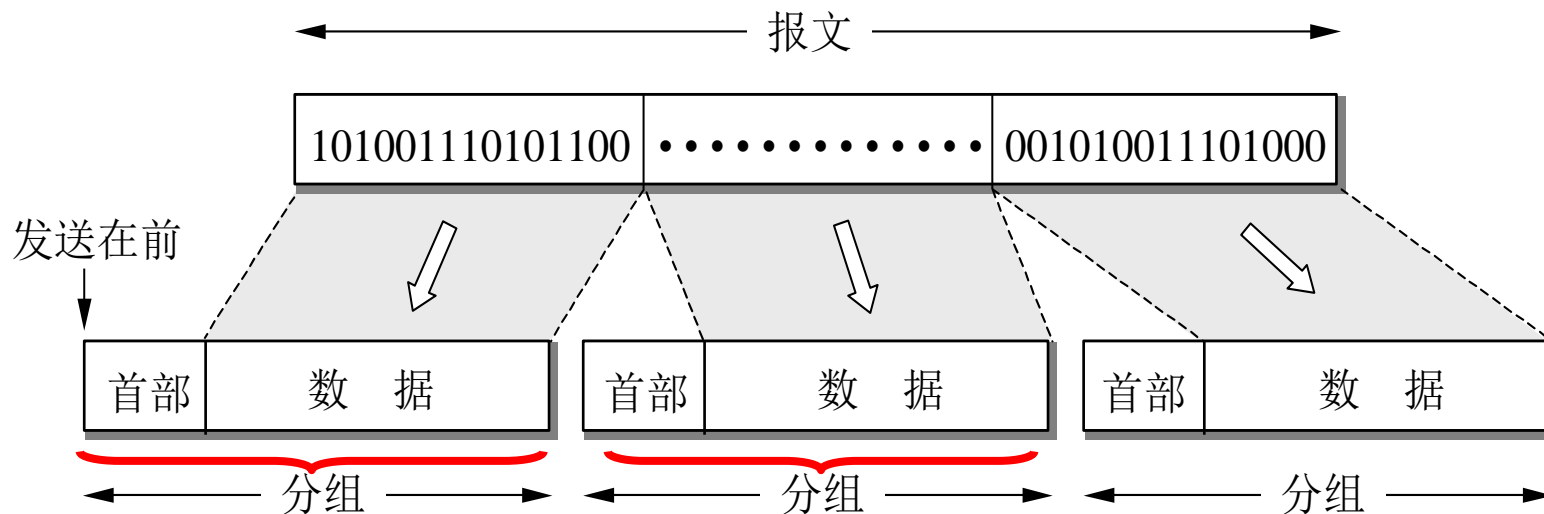 报文
101001110101100 ············· 001010011101000
发送在前
首部 数 据 首部 数 据 首部 数 据
分组 分组 分组